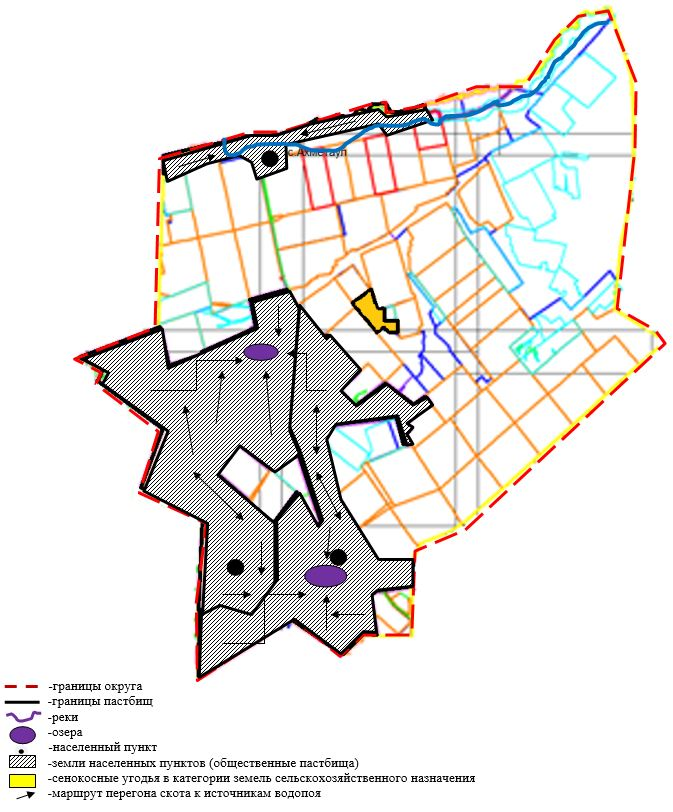 с.Ахметаул
-границы округа
-границы пастбищ
-реки
-озера
-населенный пункт
-земли населенных пунктов (общественные пастбища)
-сенокосные угодья в категории земель сельскохозяйственного назначения
-маршрут перегона скота к источникам водопоя